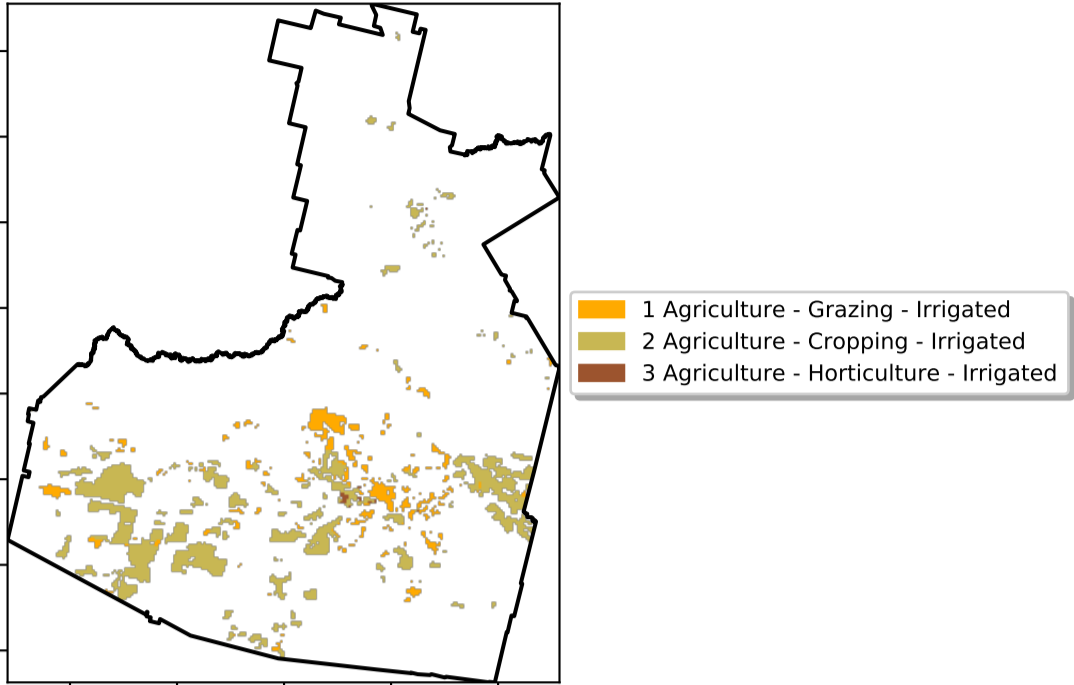 1 Agriculture - Grazing - Irrigated
2 Agriculture - Cropping - Irrigated
3 Agriculture - Horticulture - Irrigated